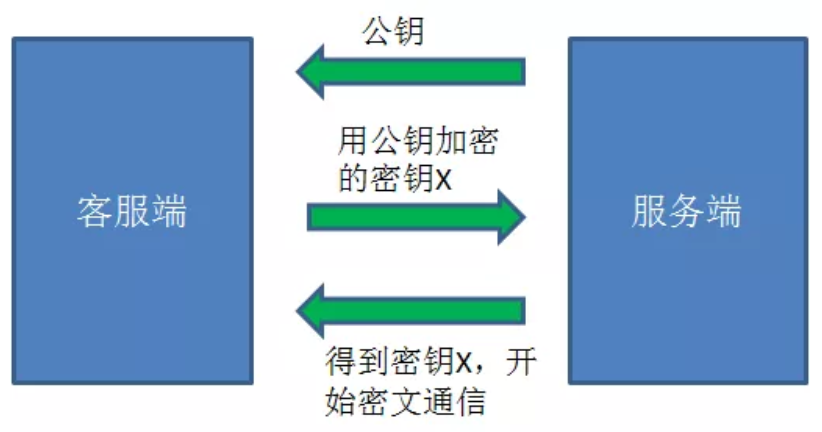 公钥
用公钥加密
的密钥X
客服端
服务端
得到密钥X，开
始密文通信